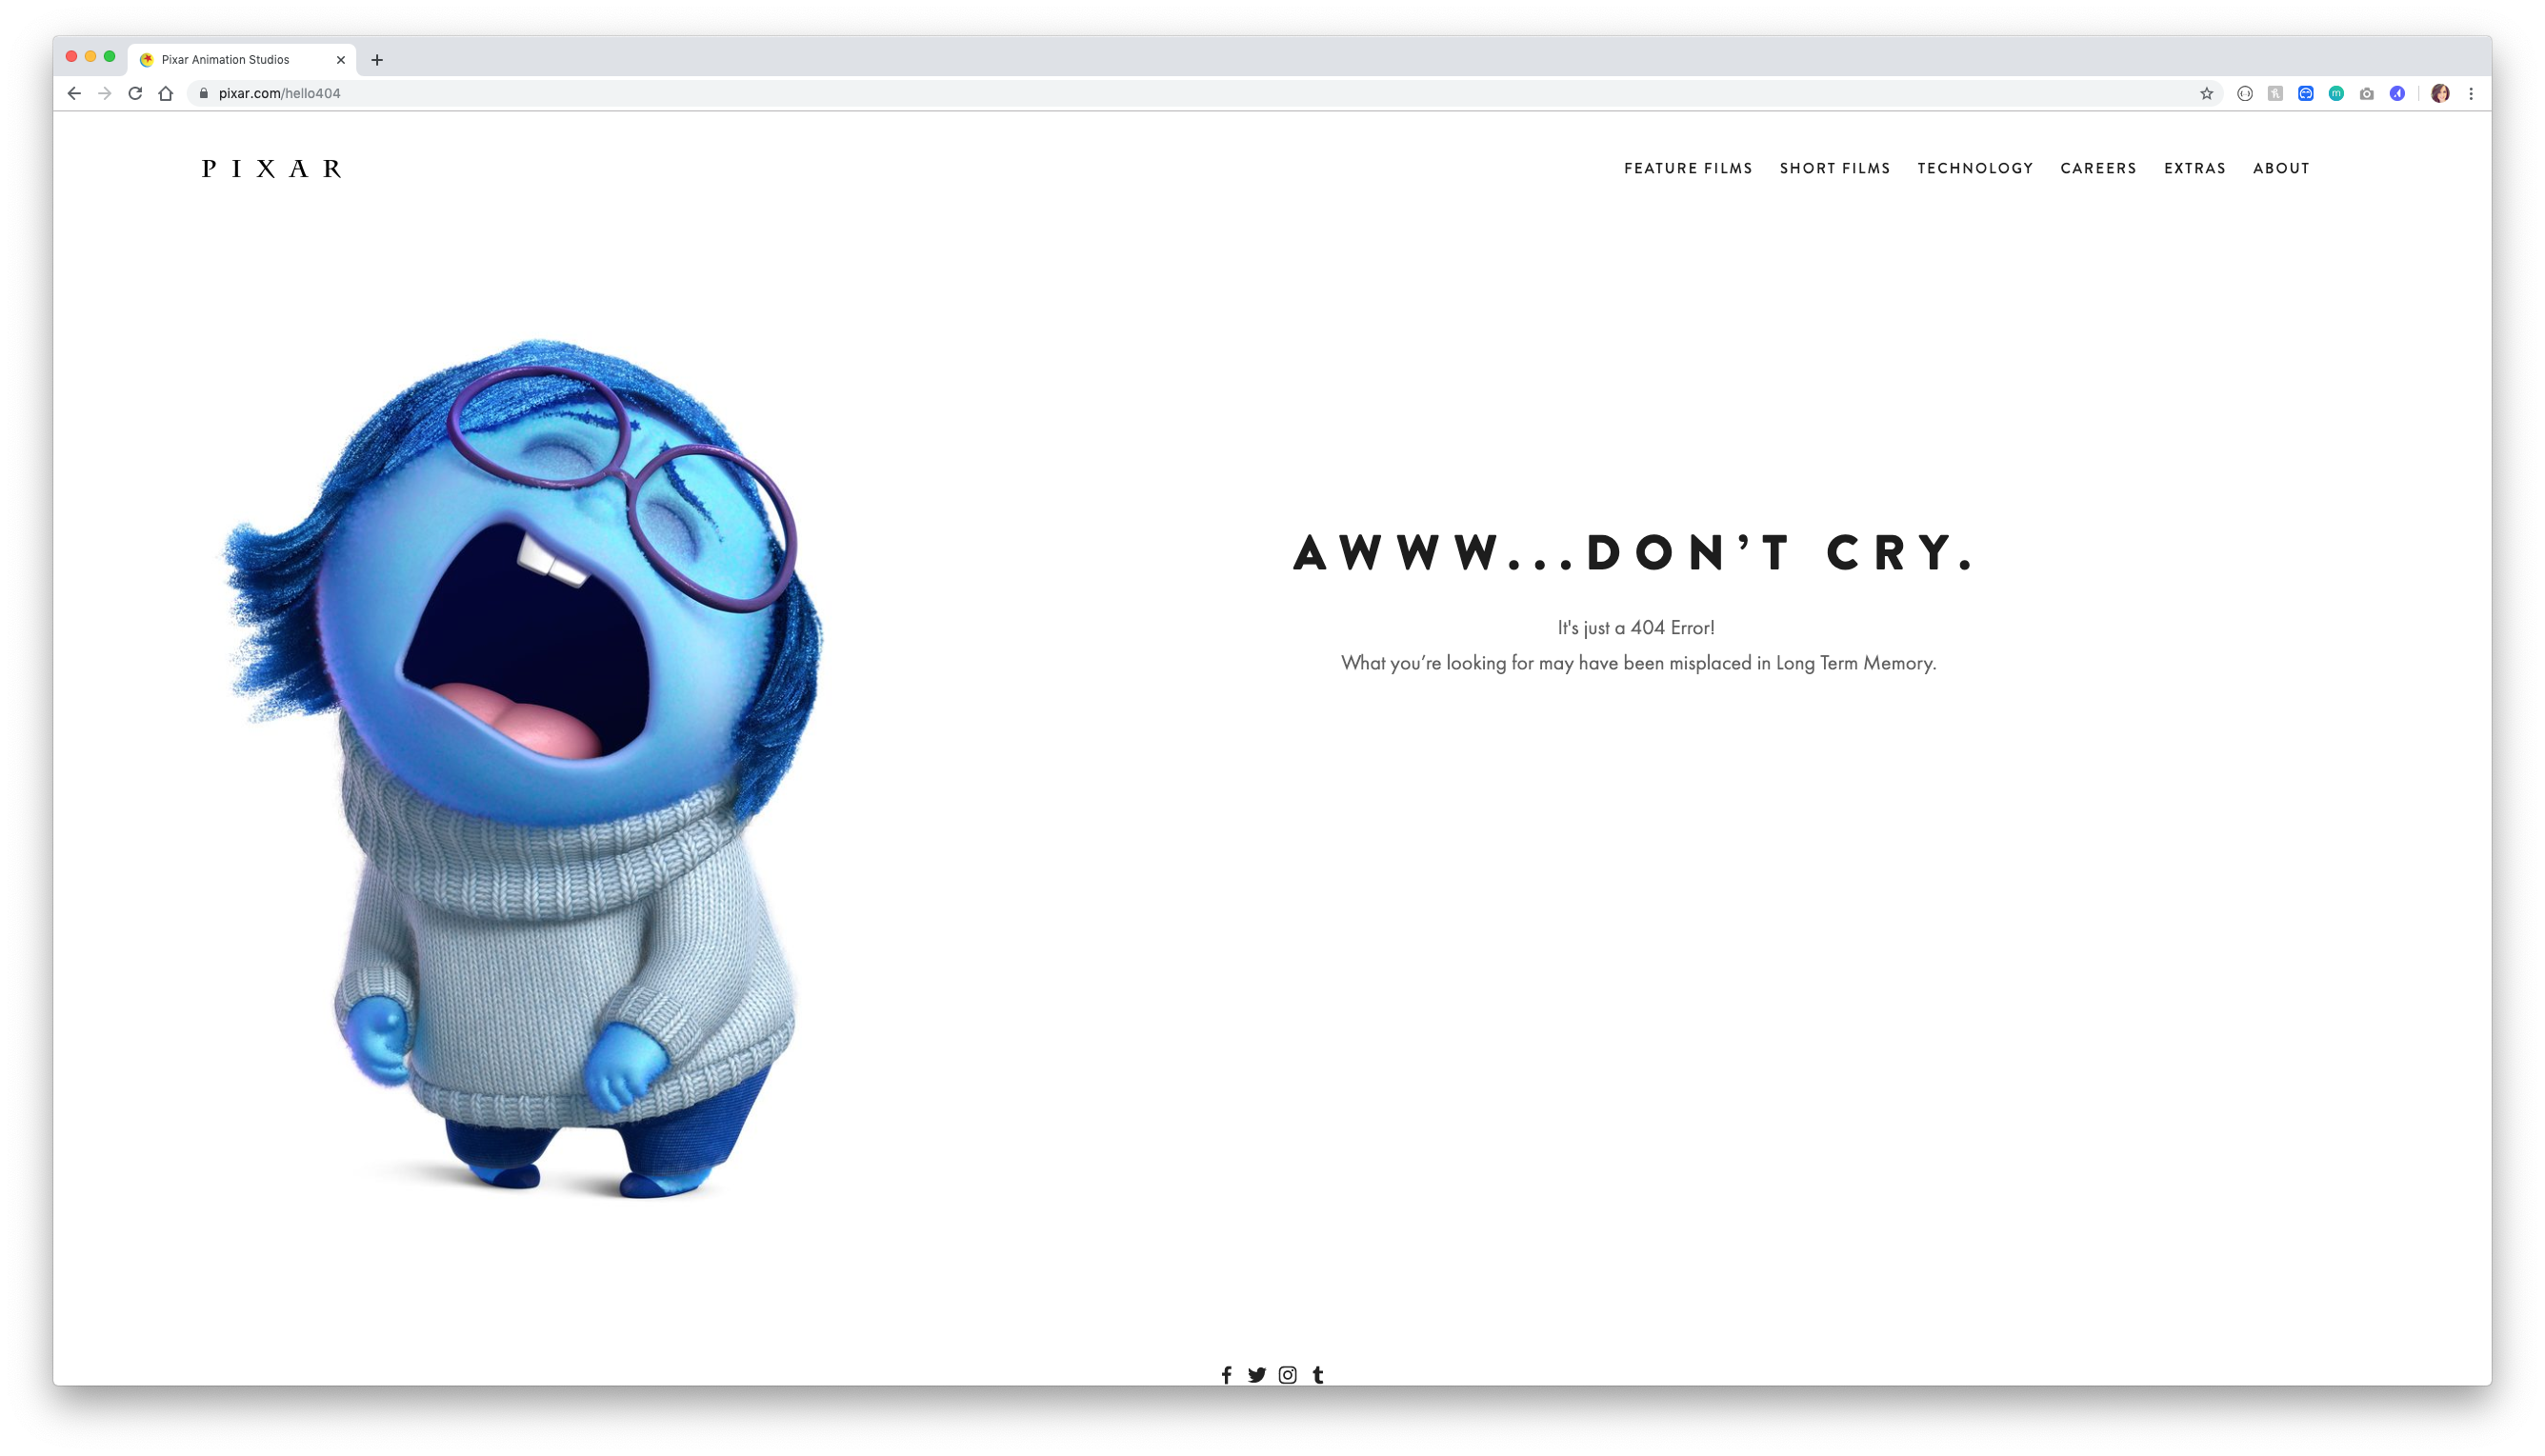 Pixar Animation Studios
pixar.com/hello404
PIXAR
FEATURE FILMS SHORT FILMS TECHNOLOGY CAREERS EXTRAS ABOUT
AWWW...DON’T CRY.
It's just a 404 Error!
What you’re looking for may have been misplaced in Long Term Memory.